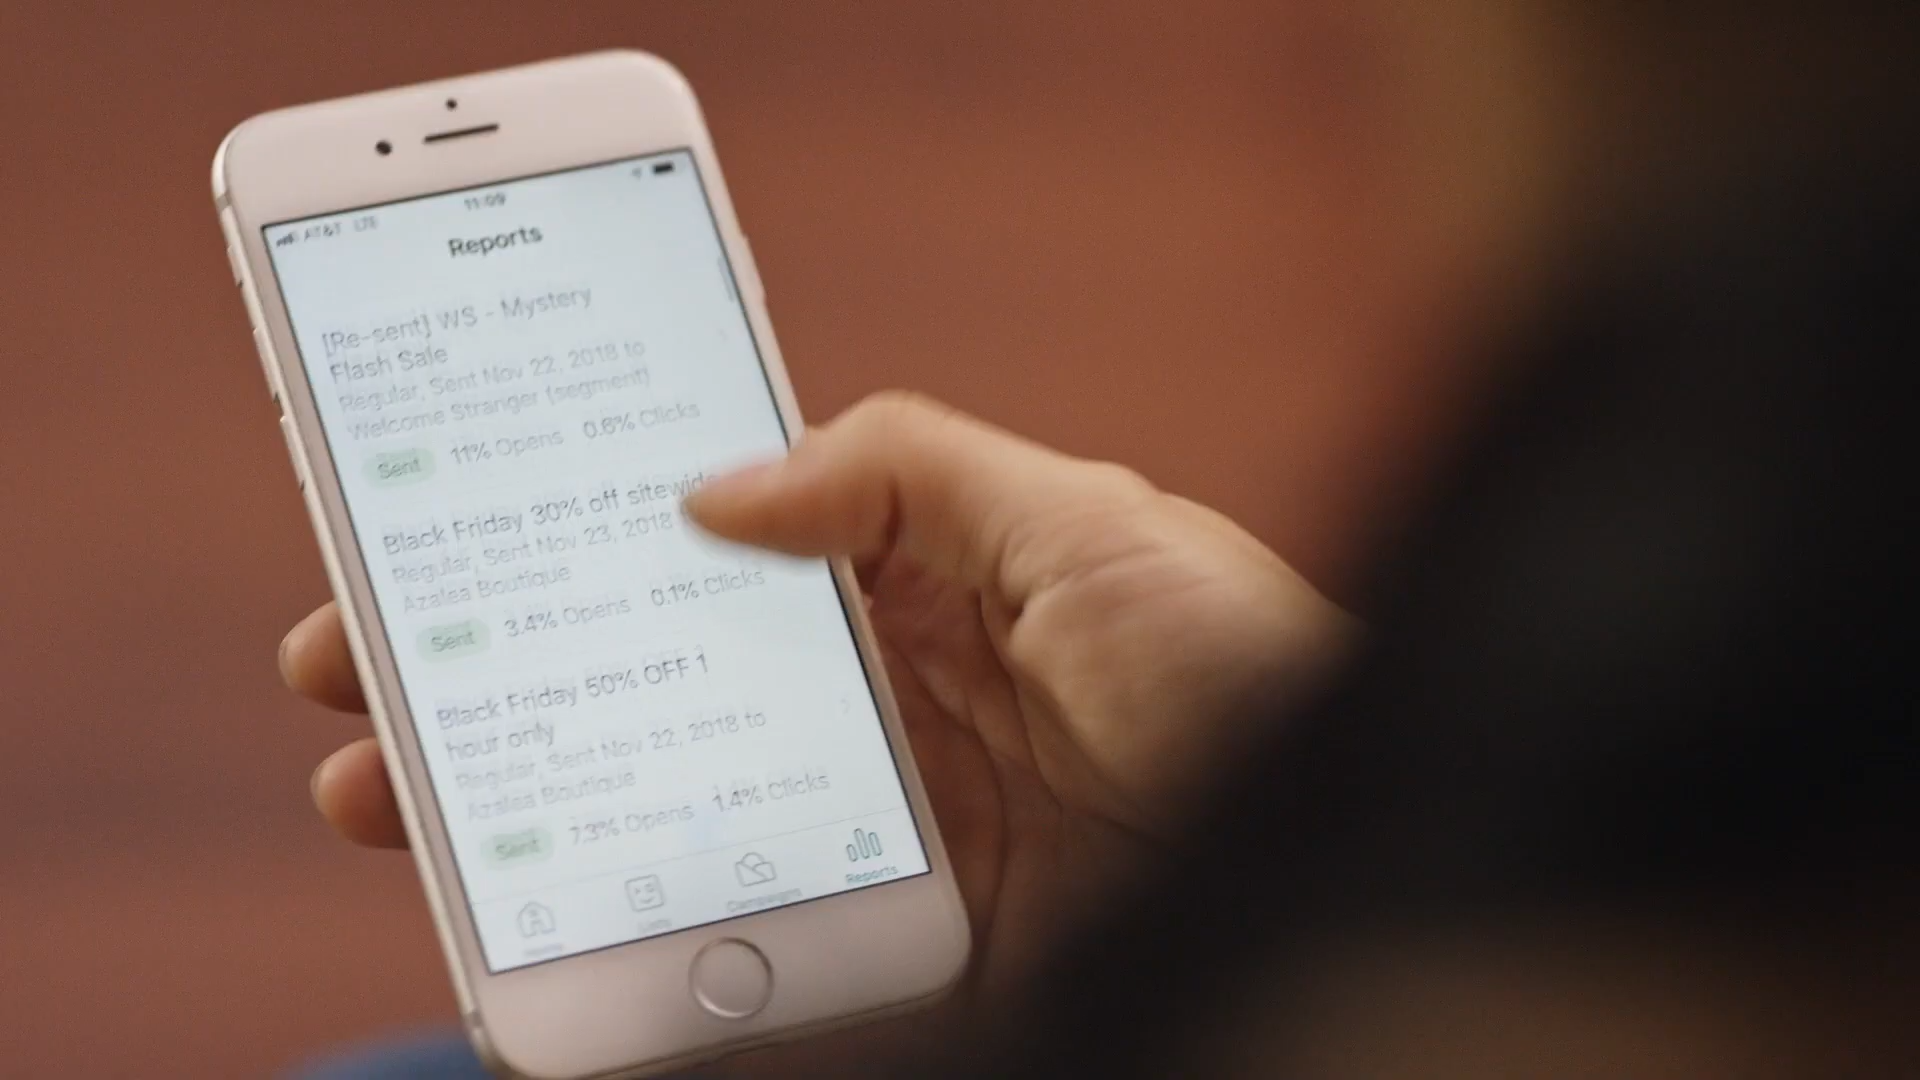 AT&T LTE
11:09
Reports
[Re-sent] WS - Mystery
Flash Sale
Regular, Sent Nov 22, 2018 to
Welcome Stranger (segment)
Sent 11% Opens 0.6% Clicks
Black Friday 30% off sitewide
Regular, Sent Nov 23, 2018
Azalea Boutique
Sent 3.4% Opens 0.1% Clicks
Black Friday 50% OFF 1
hour only
Regular, Sent Nov 22, 2018 to
Azalea Boutique
Sent 7.3% Opens 1.4% Clicks
Home Lists Campaigns Reports